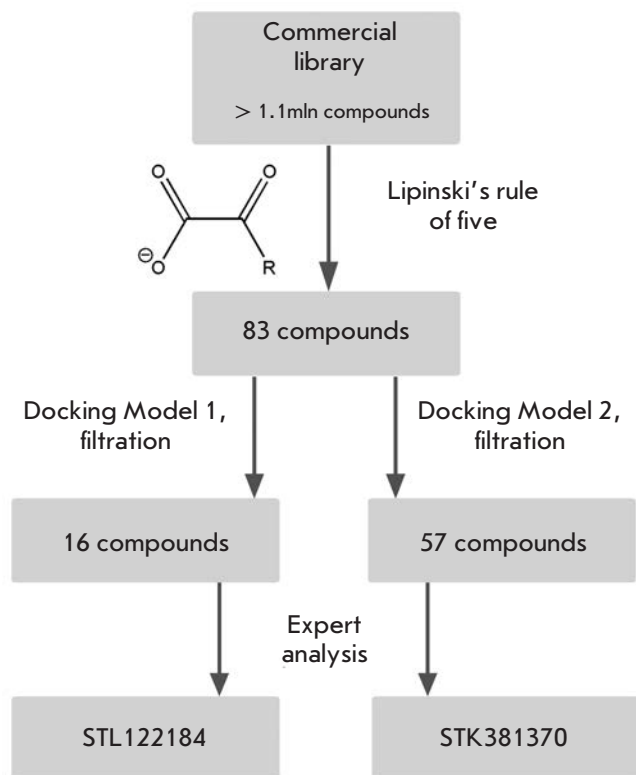 Commercial
library
> 1.1mln compounds
O O
Lipinski's rule
of five
⊖
O R
83 compounds
Docking Model 1,
filtration
Docking Model 2,
filtration
16 compounds
57 compounds
Expert
analysis
STL122184
STK381370